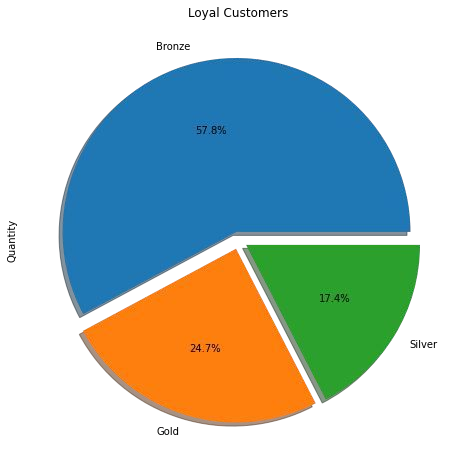 Loyal Customers
Bronze
57.8%
Quantity
17.4%
24.7%
Silver
Gold